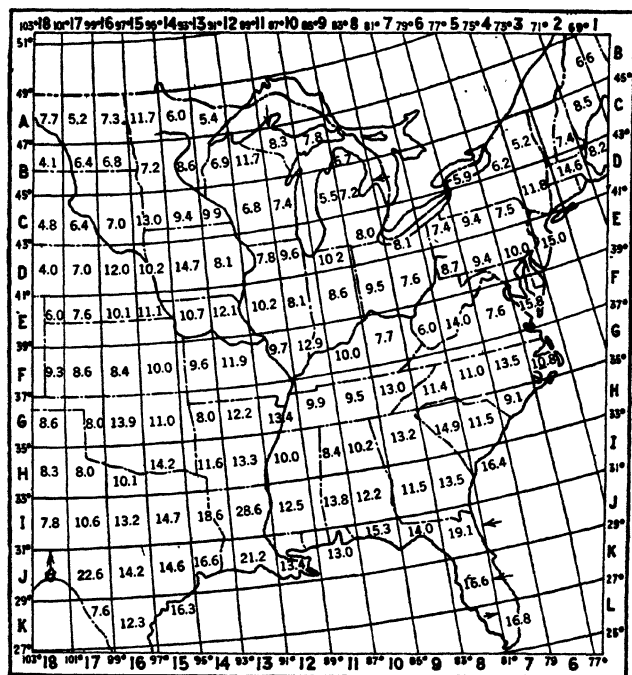 103°18 101°17 99°16 97°15 95°14 93°13 91°12 89°11 87°10 85°9 83°8 81°7 79°6 77°5 75°4 73°3 71°2 69°1
51°
B
6.6
45°
49°
C
8.5
A 7.7 5.2 7.3 11.7 6.0 5.4
43°
8.3 7.8 5.2 7.4 8.2
47°
D
B 4.1 6.4 6.8 7.2 8.6 6.9 11.7 6.7 5.9 6.2 11.8 14.6
41°
45°
E
C 4.8 6.4 7.0 13.0 9.4 9.9 6.8 7.4 5.5 7.2 8.0 8.1 7.4 9.4 7.5
39°
43°
F
D 4.0 7.0 12.0 10.2 14.7 8.1 7.8 9.6 10.2 8.7 9.4 10.0 15.0
37°
41°
G
E 6.0 7.6 10.1 11.1 10.7 12.1 10.2 8.1 8.6 9.5 7.6 6.0 14.0 7.6 15.8
35°
39°
H
F 9.3 8.6 8.4 10.0 9.6 11.9 9.7 12.9 10.0 7.7 13.0 11.4 11.0 13.5 10.8
33°
37°
I
G 8.6 8.0 13.9 11.0 8.0 12.2 13.4 9.9 9.5 13.2 14.9 11.5 9.1
31°
35°
J
H 8.3 8.0 10.1 14.2 11.6 13.3 10.0 8.4 10.2 11.5 13.5 16.4
29°
33°
K
I 7.8 10.6 13.2 14.7 18.6 28.6 12.5 13.8 12.2 14.0 19.1
27°
31°
L
J 22.6 14.2 14.6 16.6 21.2 13.4 13.0 15.3 16.6
25°
29°
7.6 12.3 16.3 16.8
K
27°
103°18 101°17 99°16 97°15 95°14 93°13 91°12 89°11 87°10 85°9 83°8 81°7 79°6 77°